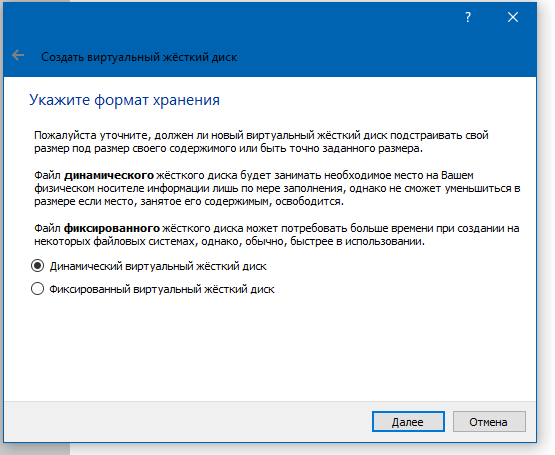 ?
Создать виртуальный жёсткий диск
Укажите формат хранения
Пожалуйста уточните, должен ли новый виртуальный жёсткий диск подстраивать свой
размер под размер своего содержимого или быть точно заданного размера.
Файл динамического жёсткого диска будет занимать необходимое место на Вашем
физическом носителе информации лишь по мере заполнения, однако не сможет уменьшиться в
размере если место, занятое его содержимым, освободится.
Файл фиксированного жёсткого диска может потребовать больше времени при создании на
некоторых файловых системах, однако, обычно, быстрее в использовании.
Динамический виртуальный жёсткий диск
Фиксированный виртуальный жёсткий диск
Далее
Отмена